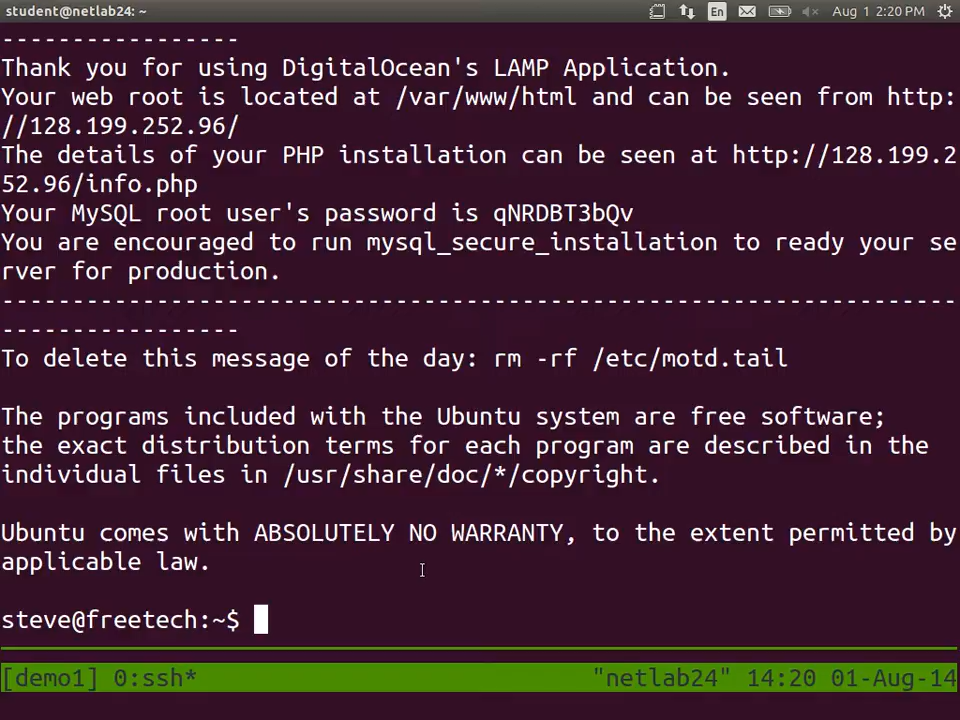 student@netlab24: ~ En Aug 1 2:20 PM
-----------------
Thank you for using DigitalOcean's LAMP Application.
Your web root is located at /var/www/html and can be seen from http:
//128.199.252.96/
The details of your PHP installation can be seen at http://128.199.2
52.96/info.php
Your MySQL root user's password is qNRDBT3bQv
You are encouraged to run mysql_secure_installation to ready your se
rver for production.
--------------------------------------------------------------------
-----------------
To delete this message of the day: rm -rf /etc/motd.tail
The programs included with the Ubuntu system are free software;
the exact distribution terms for each program are described in the
individual files in /usr/share/doc/*/copyright.
Ubuntu comes with ABSOLUTELY NO WARRANTY, to the extent permitted by
applicable law.
steve@freetech:~$
[demo1] 0:ssh* "netlab24" 14:20 01-Aug-14